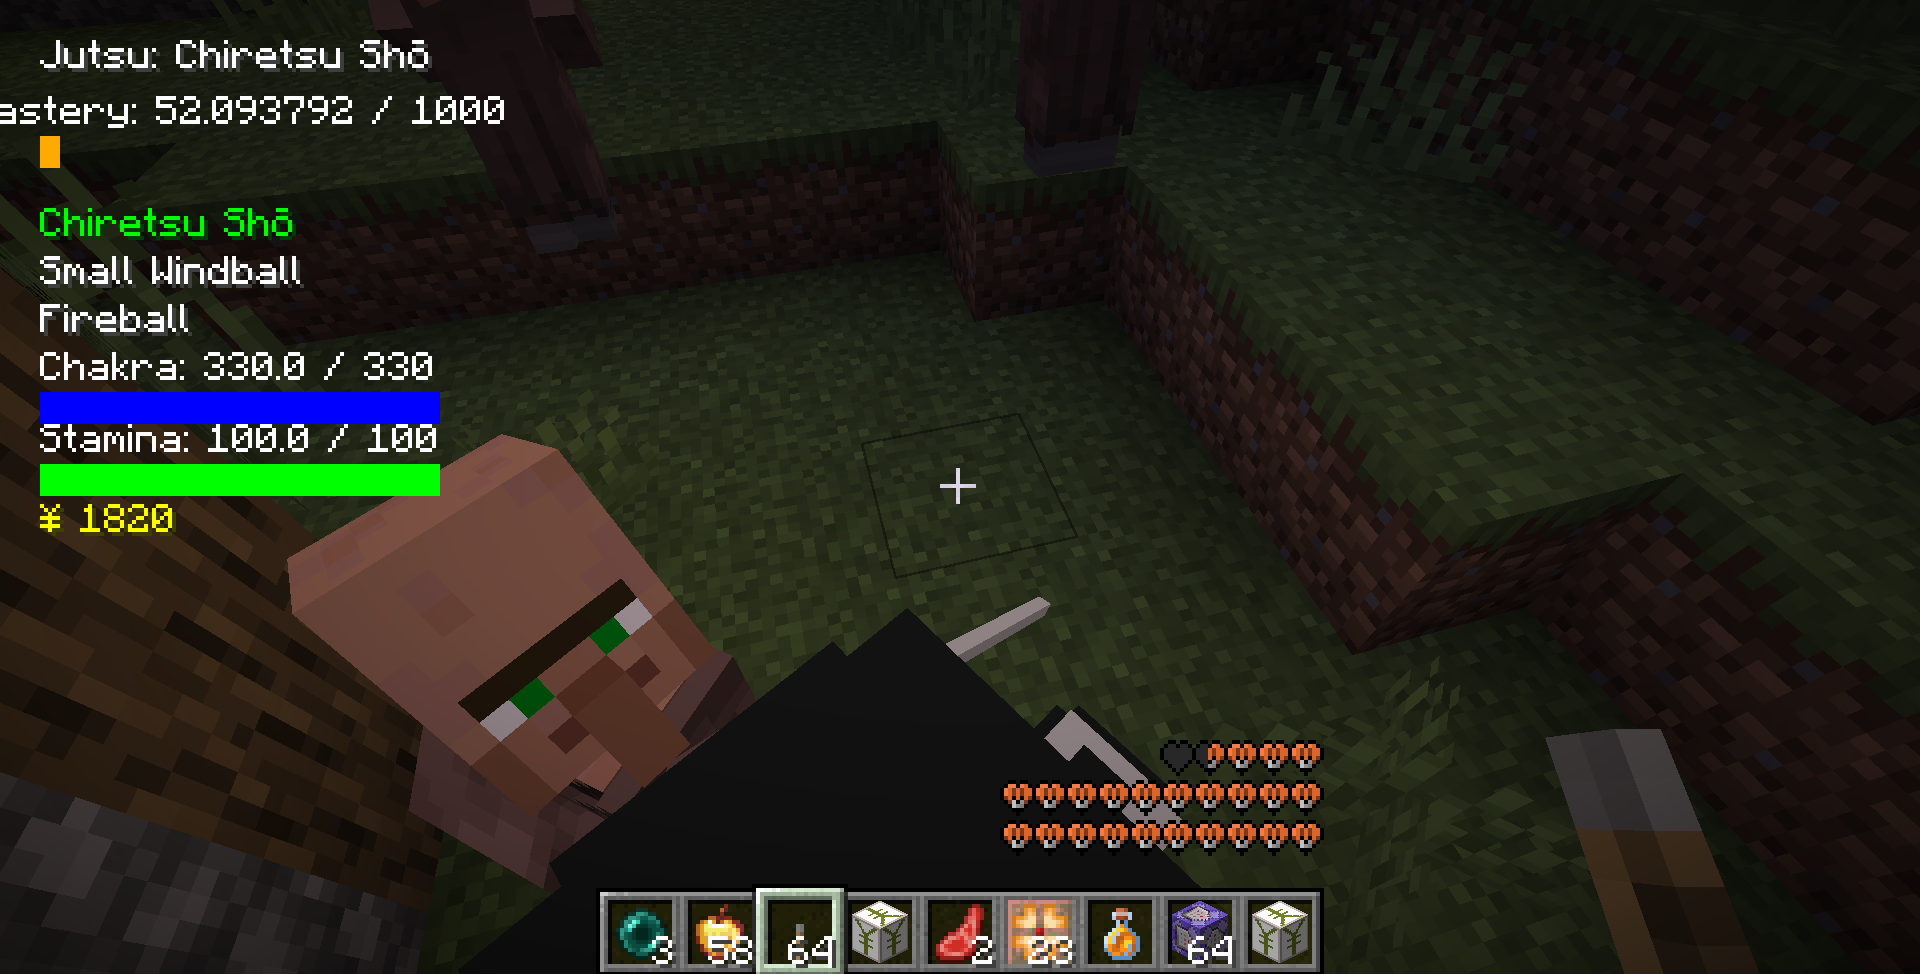 Jutsu: Chiretsu Shō
astery: 52.093792 / 1000
Chiretsu Shō
Small Windball
Fireball
Chakra: 330.0 / 330
Stamina: 100.0 / 100
¥ 1820
3 58 64 2 23 64